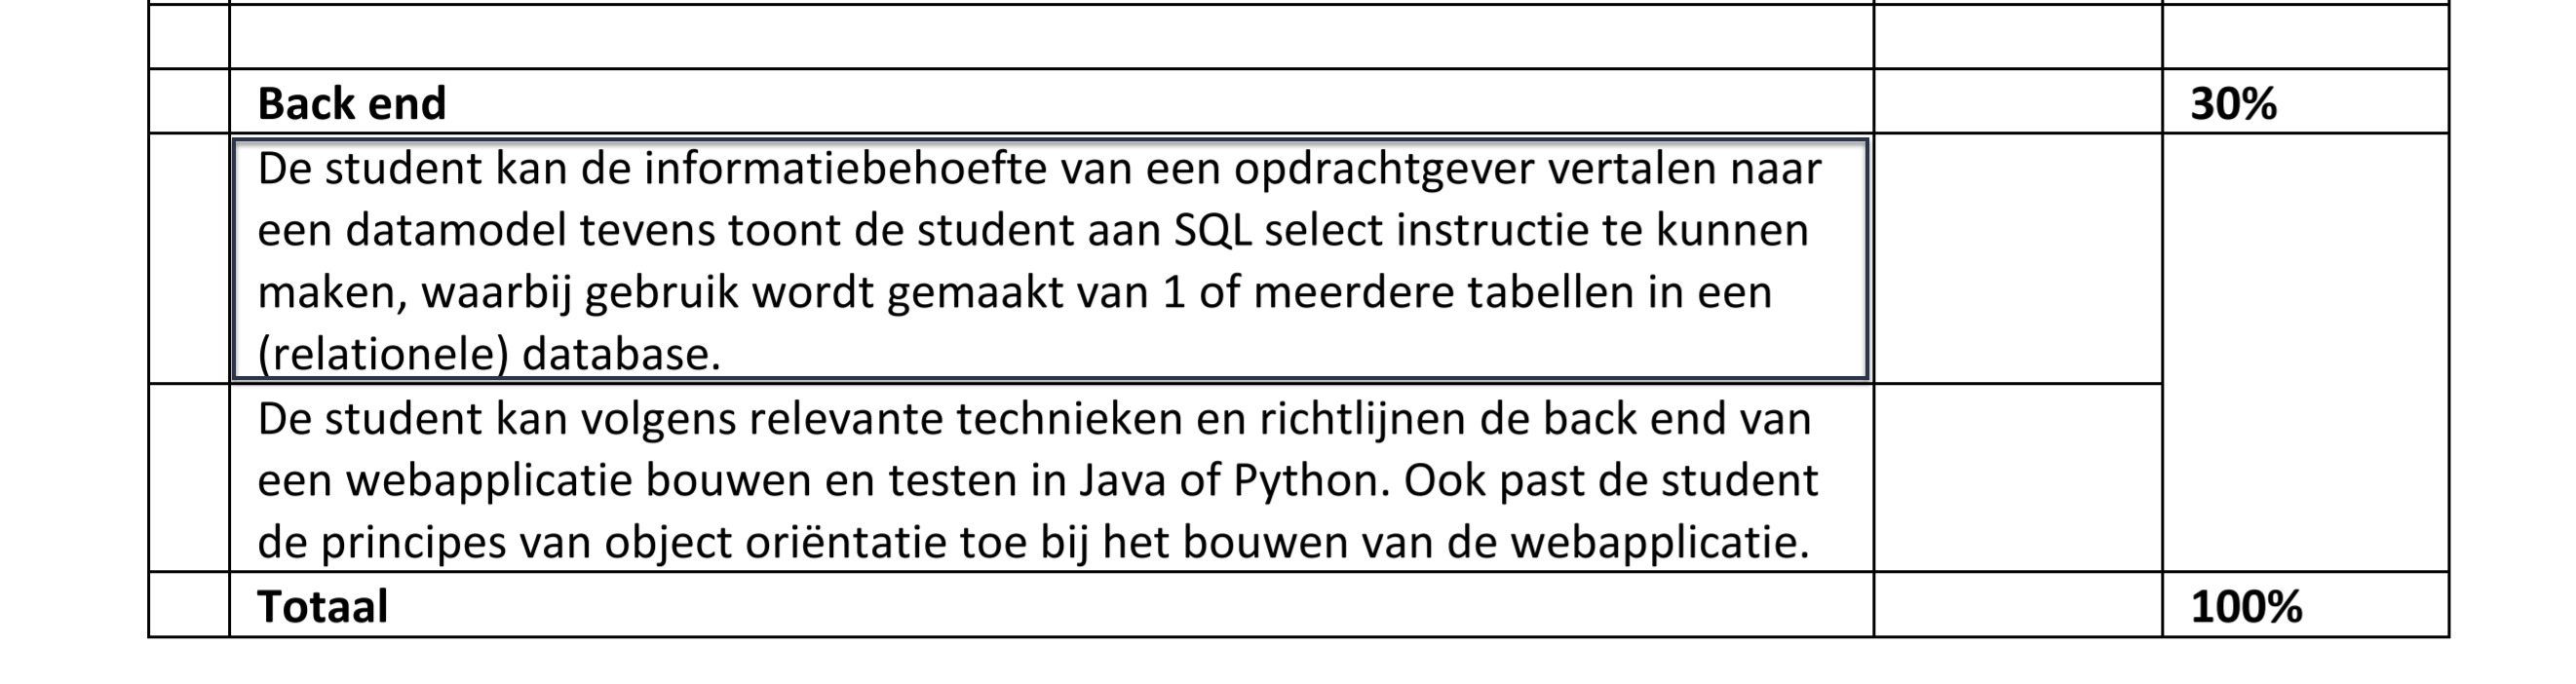 Back end 30%
De student kan de informatiebehoefte van een opdrachtgever vertalen naar
een datamodel tevens toont de student aan SQL select instructie te kunnen
maken, waarbij gebruik wordt gemaakt van 1 of meerdere tabellen in een
(relationele) database.
De student kan volgens relevante technieken en richtlijnen de back end van
een webapplicatie bouwen en testen in Java of Python. Ook past de student
de principes van object oriëntatie toe bij het bouwen van de webapplicatie.
Totaal 100%